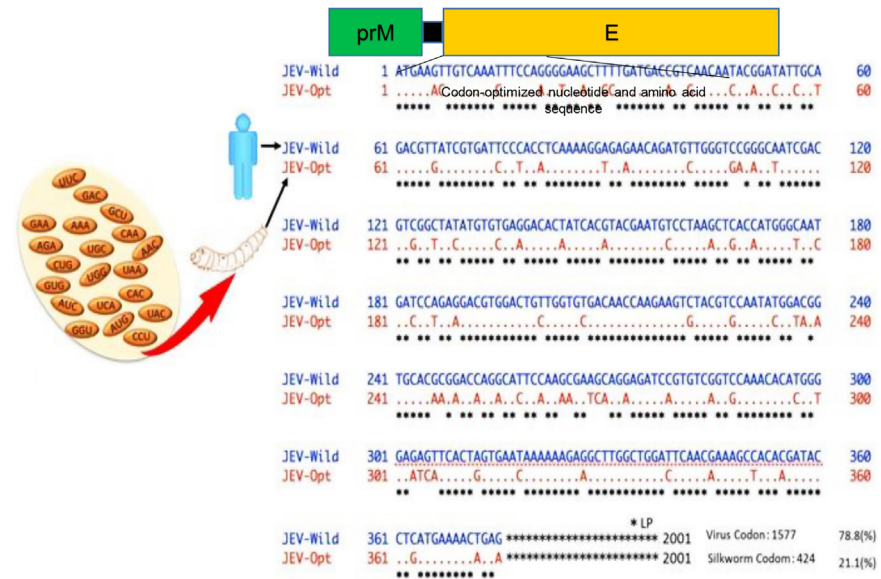 prM E
JEV-Wild 1 ATGAAGTTGTCAAATTTCCAGGGGAAGCTTTTGATGACCGTCAACAATACGGATATTGCA 60
JEV-Opt 1 60
Codon-optimized nucleotide and amino acid
sequence
JEV-Wild 61 GACGTTATCGTGATTCCCACCTCAAAAGGAGAGAACAGATGTTGGGTCCGGGCAATCGAC 120
JEV-Opt 61 .....G........C..T..A........T..A........C.....GA.A..T...... 120
JEV-Wild 121 GTCGGCTATATGTGTGAGGACACTATCACGTACGAATGTCCTAAGCTCACCATGGGCAAT 180
JEV-Opt 121 ..G..T..C.....C..A.....A.....A........C.....A..G..A.....T..C 180
JEV-Wild 181 GATCCAGAGGACGTGGACTGTTGGTGTGACAACCAAGAAGTCTACGTCCAATATGGACGG 240
JEV-Opt 181 ..C..T..A...........C.....C..............G.....G.....C..TA.A 240
JEV-Wild 241 TGCACGCGGACCAGGCATTCCAAGCGAAGCAGGAGATCCGTGTCGGTCCAAACACATGGG 300
JEV-Opt 241 .....AA.A..A..A..C..A..AA..TCA..A.....A.....A..G........C..T 300
JEV-Wild 301 GAGAGTTCACTAGTGAATAAAAAAGAGGCTTGGCTGGATTCAACGAAAGCCACACGATAC 360
JEV-Opt 301 ..ATCA.....G.....C........A...........C.....A.....T...A..... 360
* LP
JEV-Wild 361 CTCATGAAAACTGAG ********************** 2001 Virus Codon: 1577 78.8(%)
JEV-Opt 361 ..G........A..A ********************** 2001 Silkworm Codom: 424 21.1(%)
UUC
GAC
GCU
GAA AAA CAA AAC
AGA UGC
CUG UGG UAA
GUG CAC
AUC UCA UAC
GGU AUG CCU